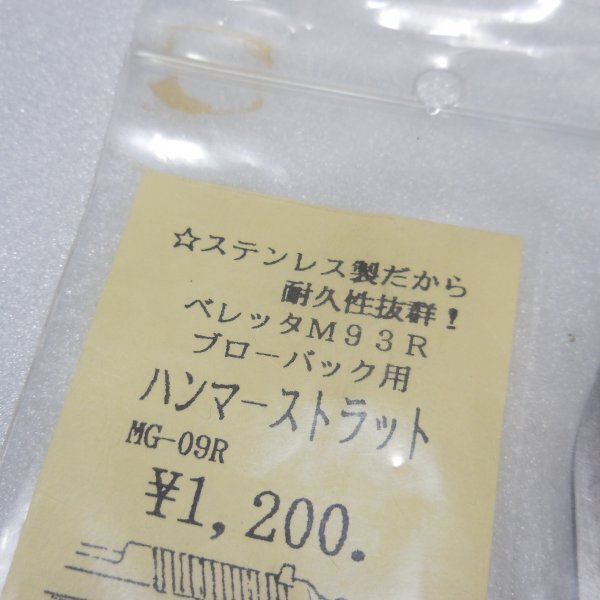 ☆ステンレス製だから
耐久性抜群！
ベレッタM93R
ブローバック用
ハンマーストラット
MG-09R
¥1,200.